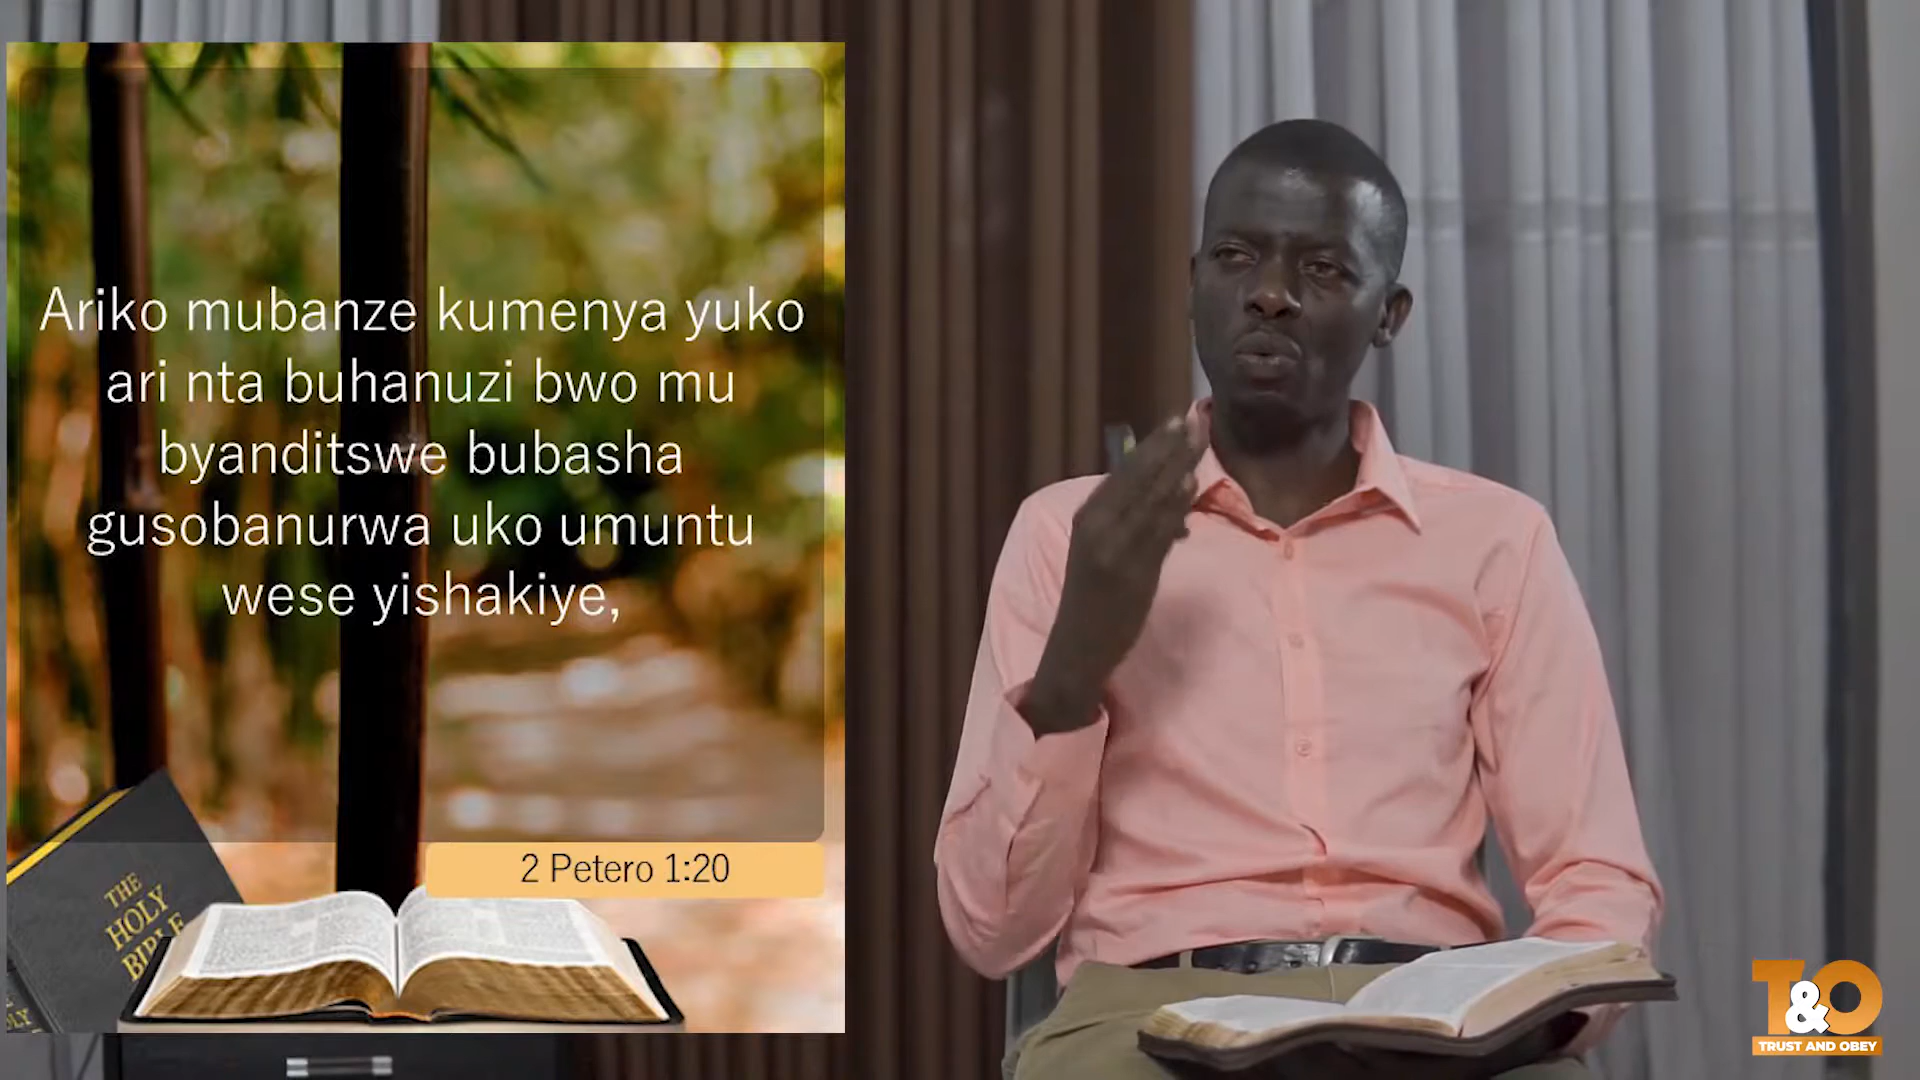 Ariko mubanze kumenya yuko
ari nta buhanuzi bwo mu
byanditswe bubasha
gusobanurwa uko umuntu
wese yishakiye,
2 Petero 1:20
THE
HOLY
BIBLE
T&O
TRUST AND OBEY